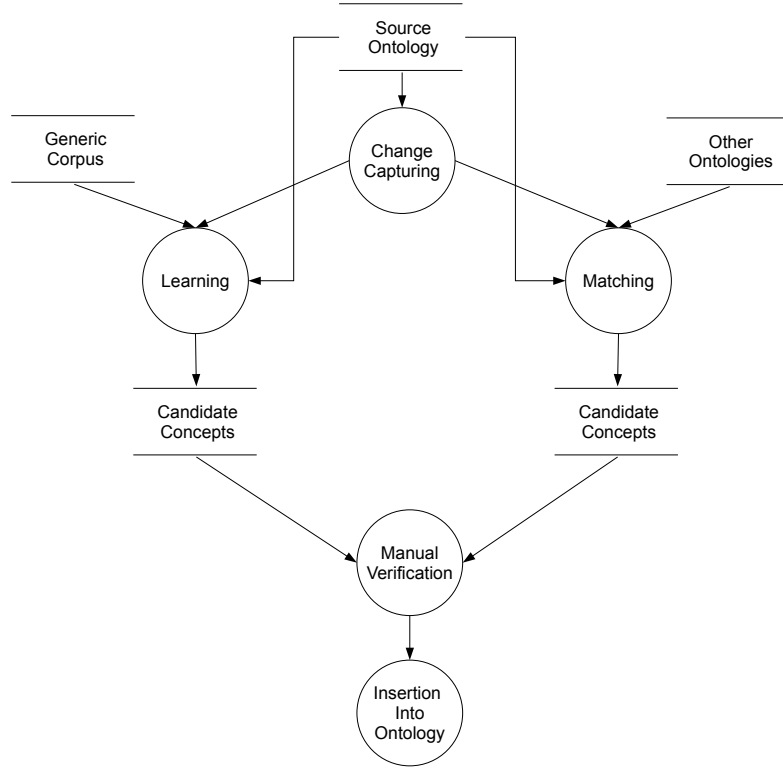 Source
Ontology
Generic
Corpus
Change
Capturing
Other
Ontologies
Learning
Matching
Candidate
Concepts
Candidate
Concepts
Manual
Verification
Insertion
Into
Ontology